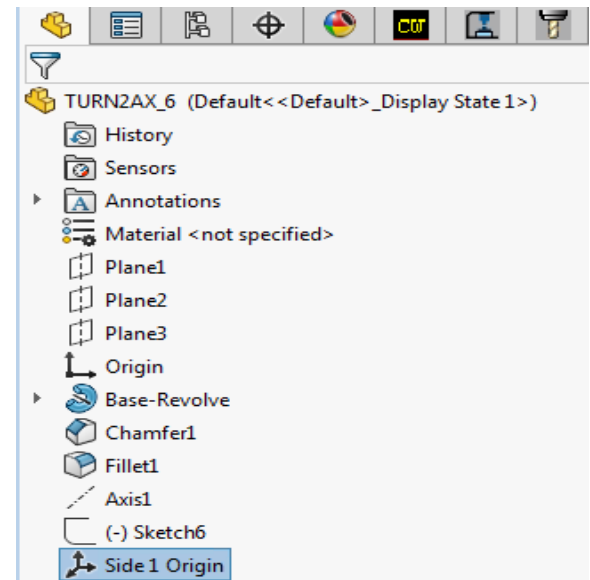 CW
TURN2AX_6 (Default<<Default>_Display State 1>)
History
Sensors
Annotations
Material <not specified>
Plane1
Plane2
Plane3
Origin
Base-Revolve
Chamfer1
Fillet1
Axis1
(-) Sketch6
Side 1 Origin